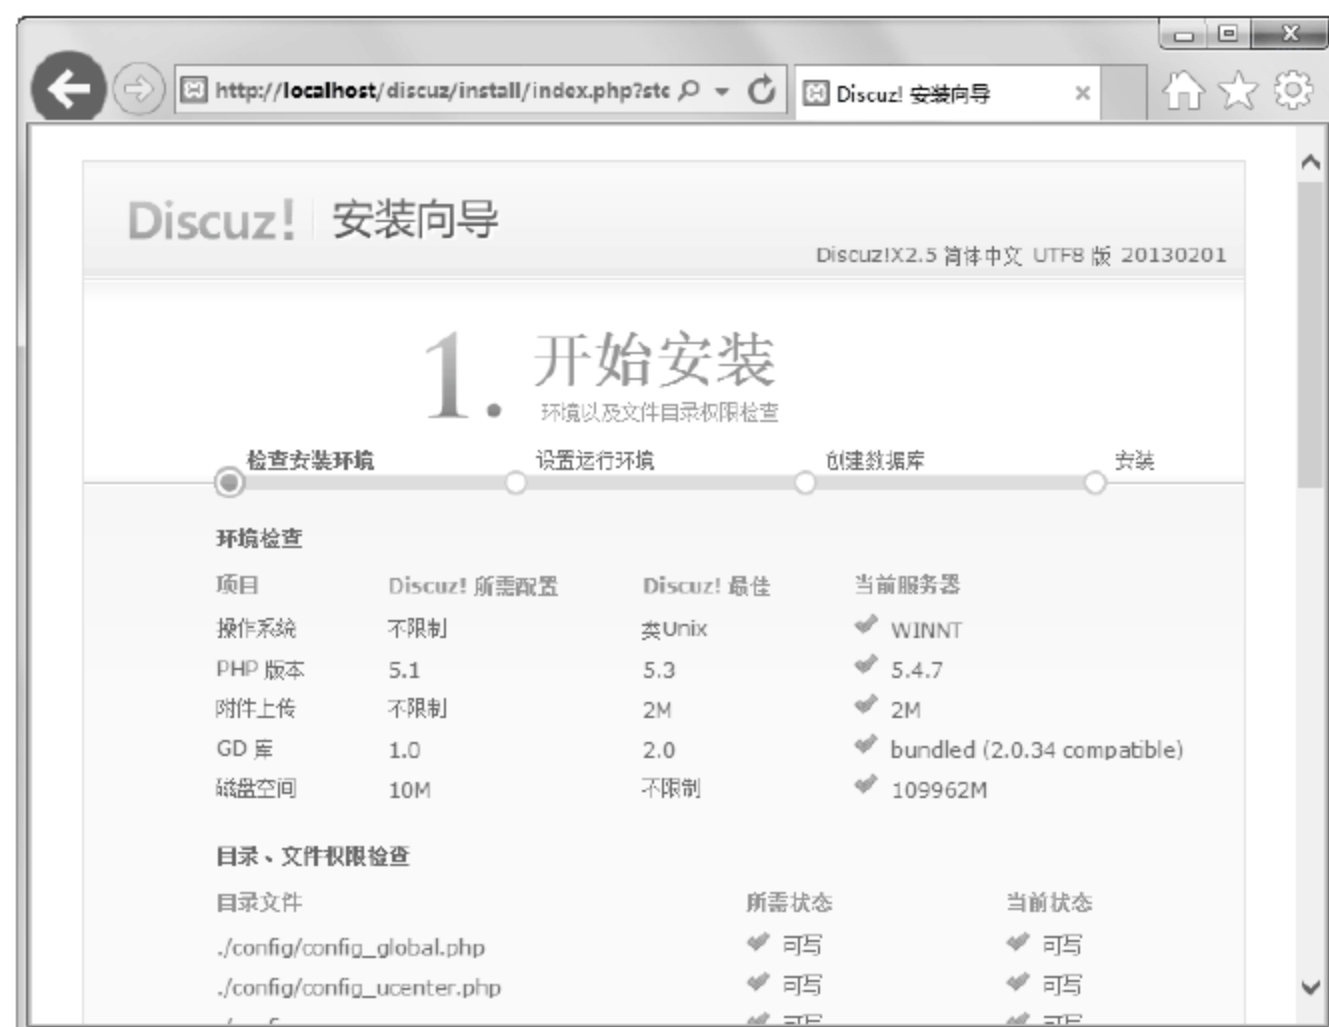 http://localhost/discuz/install/index.php?ste
Discuz! 安装向导
Discuz! 安装向导
Discuz!X2.5 简体中文 UTF8 版 20130201
1. 开始安装
环境以及文件目录权限检查
检查安装环境 设置运行环境 创建数据库 安装
环境检查
项目 Discuz! 所需配置 Discuz! 最佳 当前服务器
操作系统 不限制 类Unix WINNT
PHP 版本 5.1 5.3 5.4.7
附件上传 不限制 2M 2M
GD 库 1.0 2.0 bundled (2.0.34 compatible)
磁盘空间 10M 不限制 109962M
目录、文件权限检查
目录文件 所需状态 当前状态
./config/config_global.php 可写 可写
./config/config_ucenter.php 可写 可写